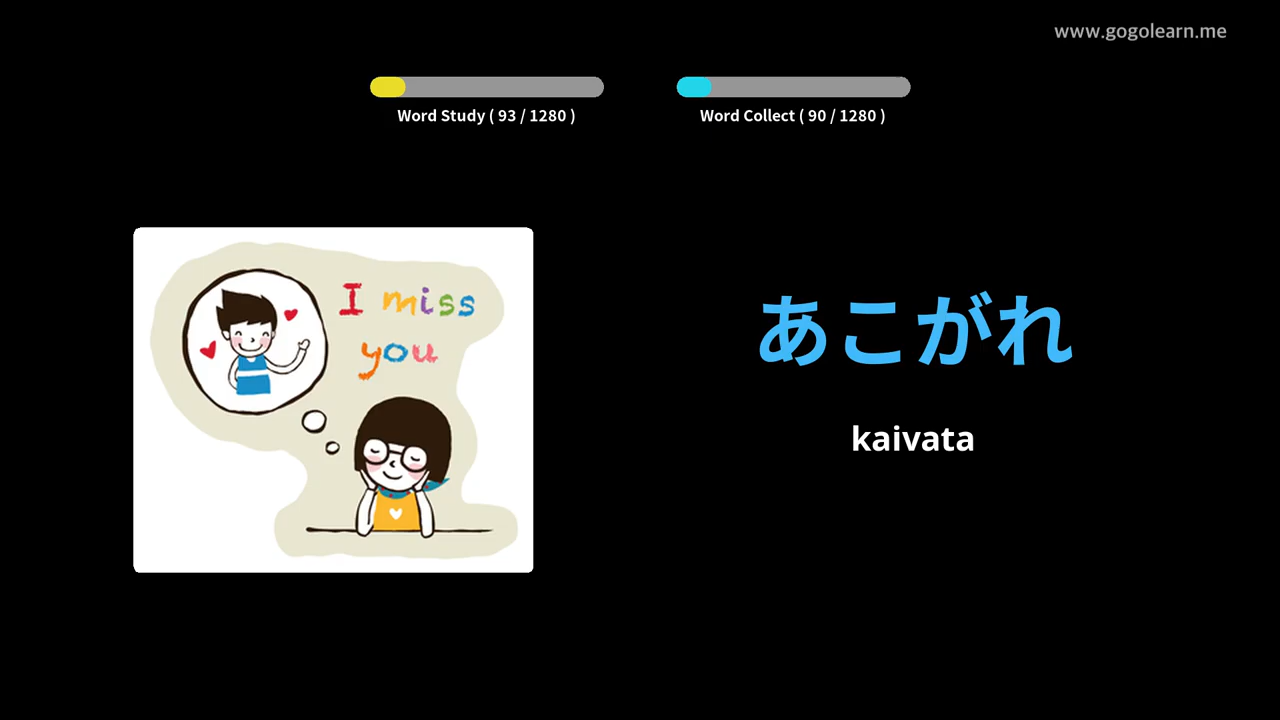 www.gogolearn.me
Word Study ( 93 / 1280 )
Word Collect ( 90 / 1280 )
I miss
you
あこがれ
kaivata